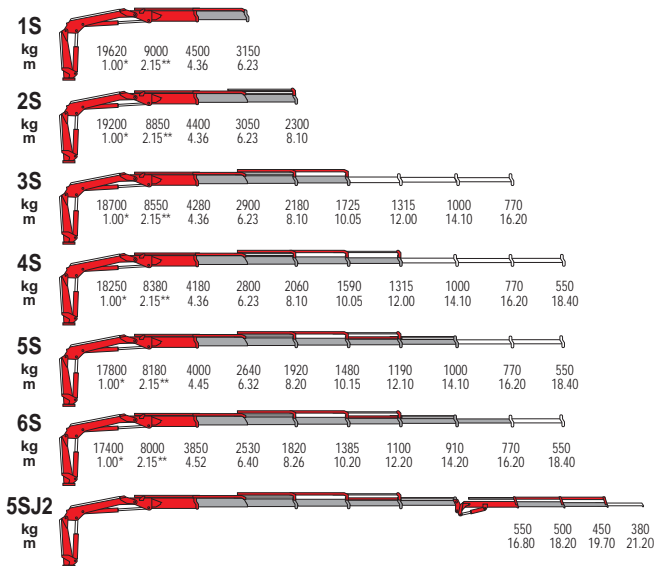 1S
kg 19620 9000 4500 3150
m 1.00* 2.15** 4.36 6.23
2S
kg 19200 8850 4400 3050 2300
m 1.00* 2.15** 4.36 6.23 8.10
3S
kg 18700 8550 4280 2900 2180 1725 1315 1000 770
m 1.00* 2.15** 4.36 6.23 8.10 10.05 12.00 14.10 16.20
4S
kg 18250 8380 4180 2800 2060 1590 1315 1000 770 550
m 1.00* 2.15** 4.36 6.23 8.10 10.05 12.00 14.10 16.20 18.40
5S
kg 17800 8180 4000 2640 1920 1480 1190 1000 770 550
m 1.00* 2.15** 4.45 6.32 8.20 10.15 12.10 14.10 16.20 18.40
6S
kg 17400 8000 3850 2530 1820 1385 1100 910 770 550
m 1.00* 2.15** 4.52 6.40 8.26 10.20 12.20 14.20 16.20 18.40
5SJ2
kg 550 500 450 380
m 16.80 18.20 19.70 21.20